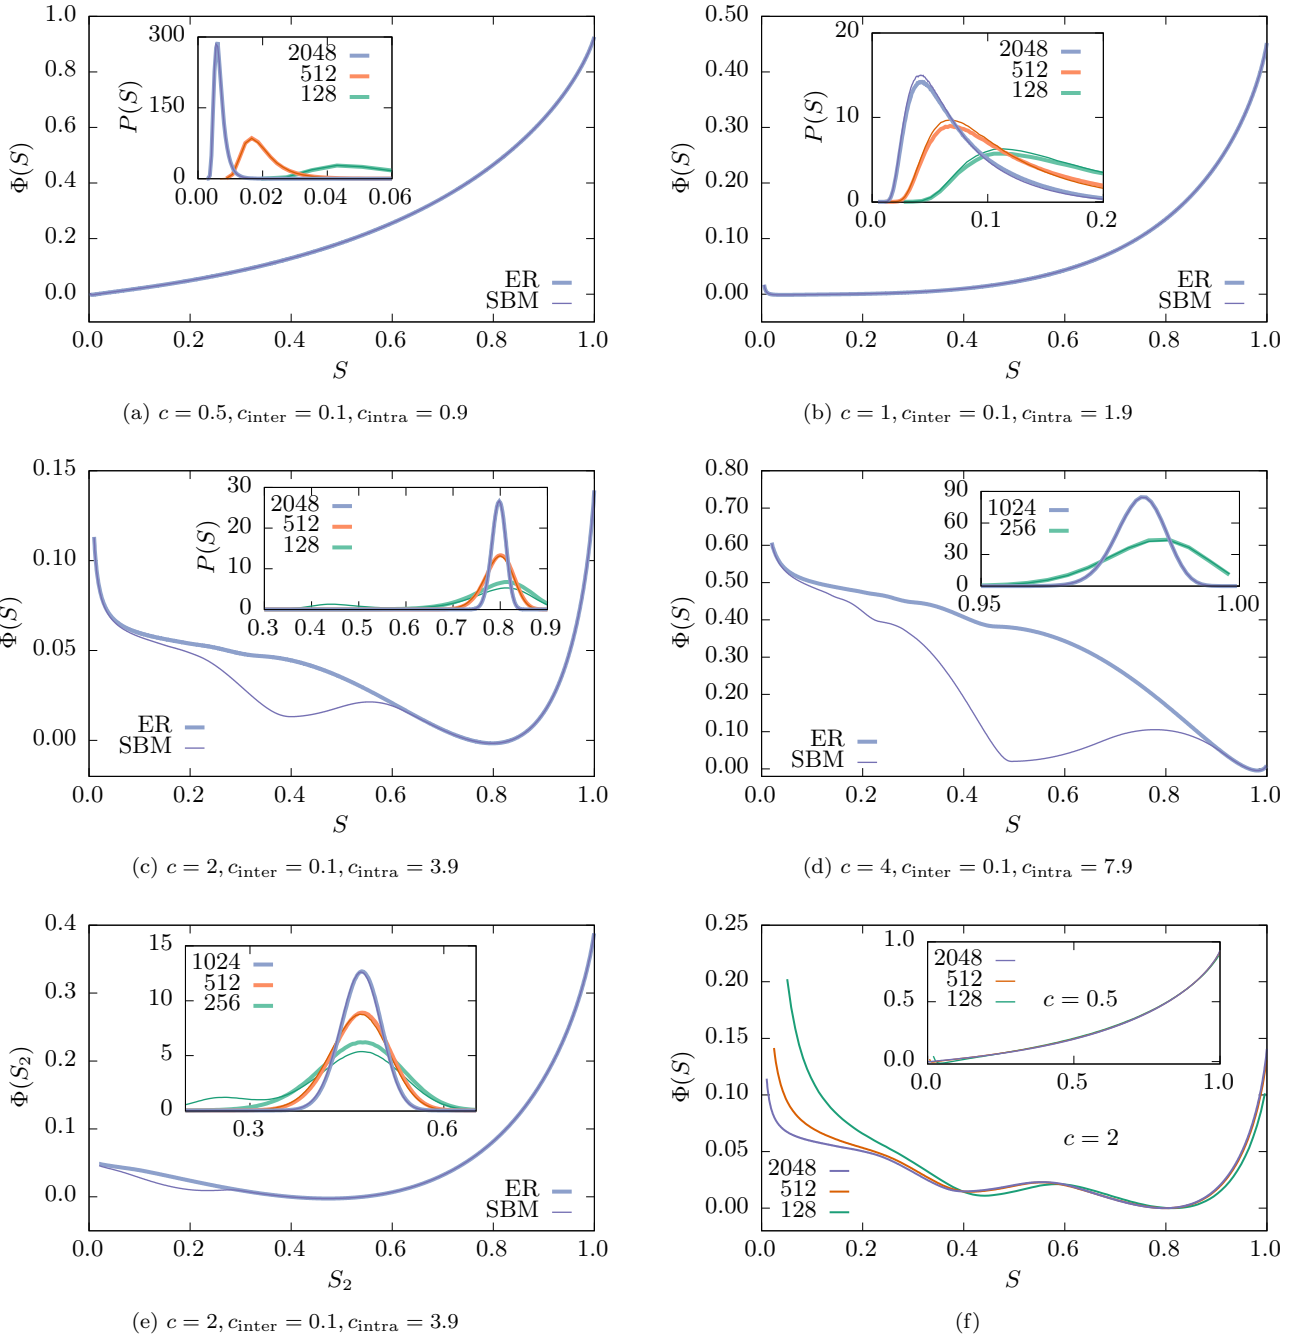 1.0
0.8
0.6
0.4
0.2
0.0
Φ(S)
0.0 0.2 0.4 0.6 0.8 1.0
S
300
150
0
P(S)
0.00 0.02 0.04 0.06
2048
512
128
ER
SBM
(a) c = 0.5, c_inter = 0.1, c_intra = 0.9
0.50
0.40
0.30
0.20
0.10
0.00
Φ(S)
0.0 0.2 0.4 0.6 0.8 1.0
S
20
10
0
P(S)
0.0 0.1 0.2
2048
512
128
ER
SBM
(b) c = 1, c_inter = 0.1, c_intra = 1.9
0.15
0.10
0.05
0.00
Φ(S)
0.0 0.2 0.4 0.6 0.8 1.0
S
30
20
10
0
P(S)
0.3 0.4 0.5 0.6 0.7 0.8 0.9
2048
512
128
ER
SBM
(c) c = 2, c_inter = 0.1, c_intra = 3.9
0.80
0.70
0.60
0.50
0.40
0.30
0.20
0.10
0.00
Φ(S)
0.0 0.2 0.4 0.6 0.8 1.0
S
90
60
30
0
0.95 1.00
1024
256
ER
SBM
(d) c = 4, c_inter = 0.1, c_intra = 7.9
0.4
0.3
0.2
0.1
0.0
Φ(S₂)
0.0 0.2 0.4 0.6 0.8 1.0
S₂
15
10
5
0
0.3 0.6
1024
512
256
ER
SBM
(e) c = 2, c_inter = 0.1, c_intra = 3.9
0.25
0.20
0.15
0.10
0.05
0.00
Φ(S)
0.0 0.2 0.4 0.6 0.8 1.0
S
1.0
0.5
0.0
0.0 0.5 1.0
2048
512
128
c = 0.5
c = 2
2048
512
128
(f)